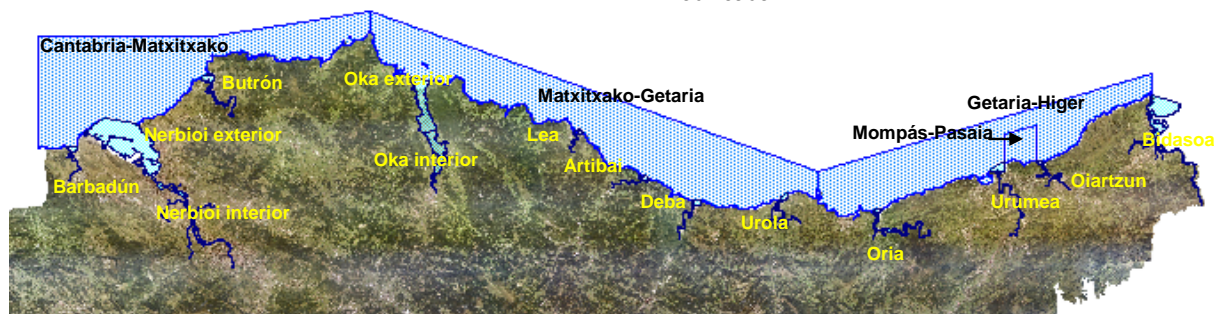 Cantabria-Matxitxako
Butrón
Oka exterior
Matxitxako-Getaria
Getaria-Higer
Nerbioi exterior
Lea
Mompás-Pasaia
Bidasoa
Oka interior
Artibai
Barbadún
Oiartzun
Nerbioi interior
Deba
Urola
Urumea
Oria